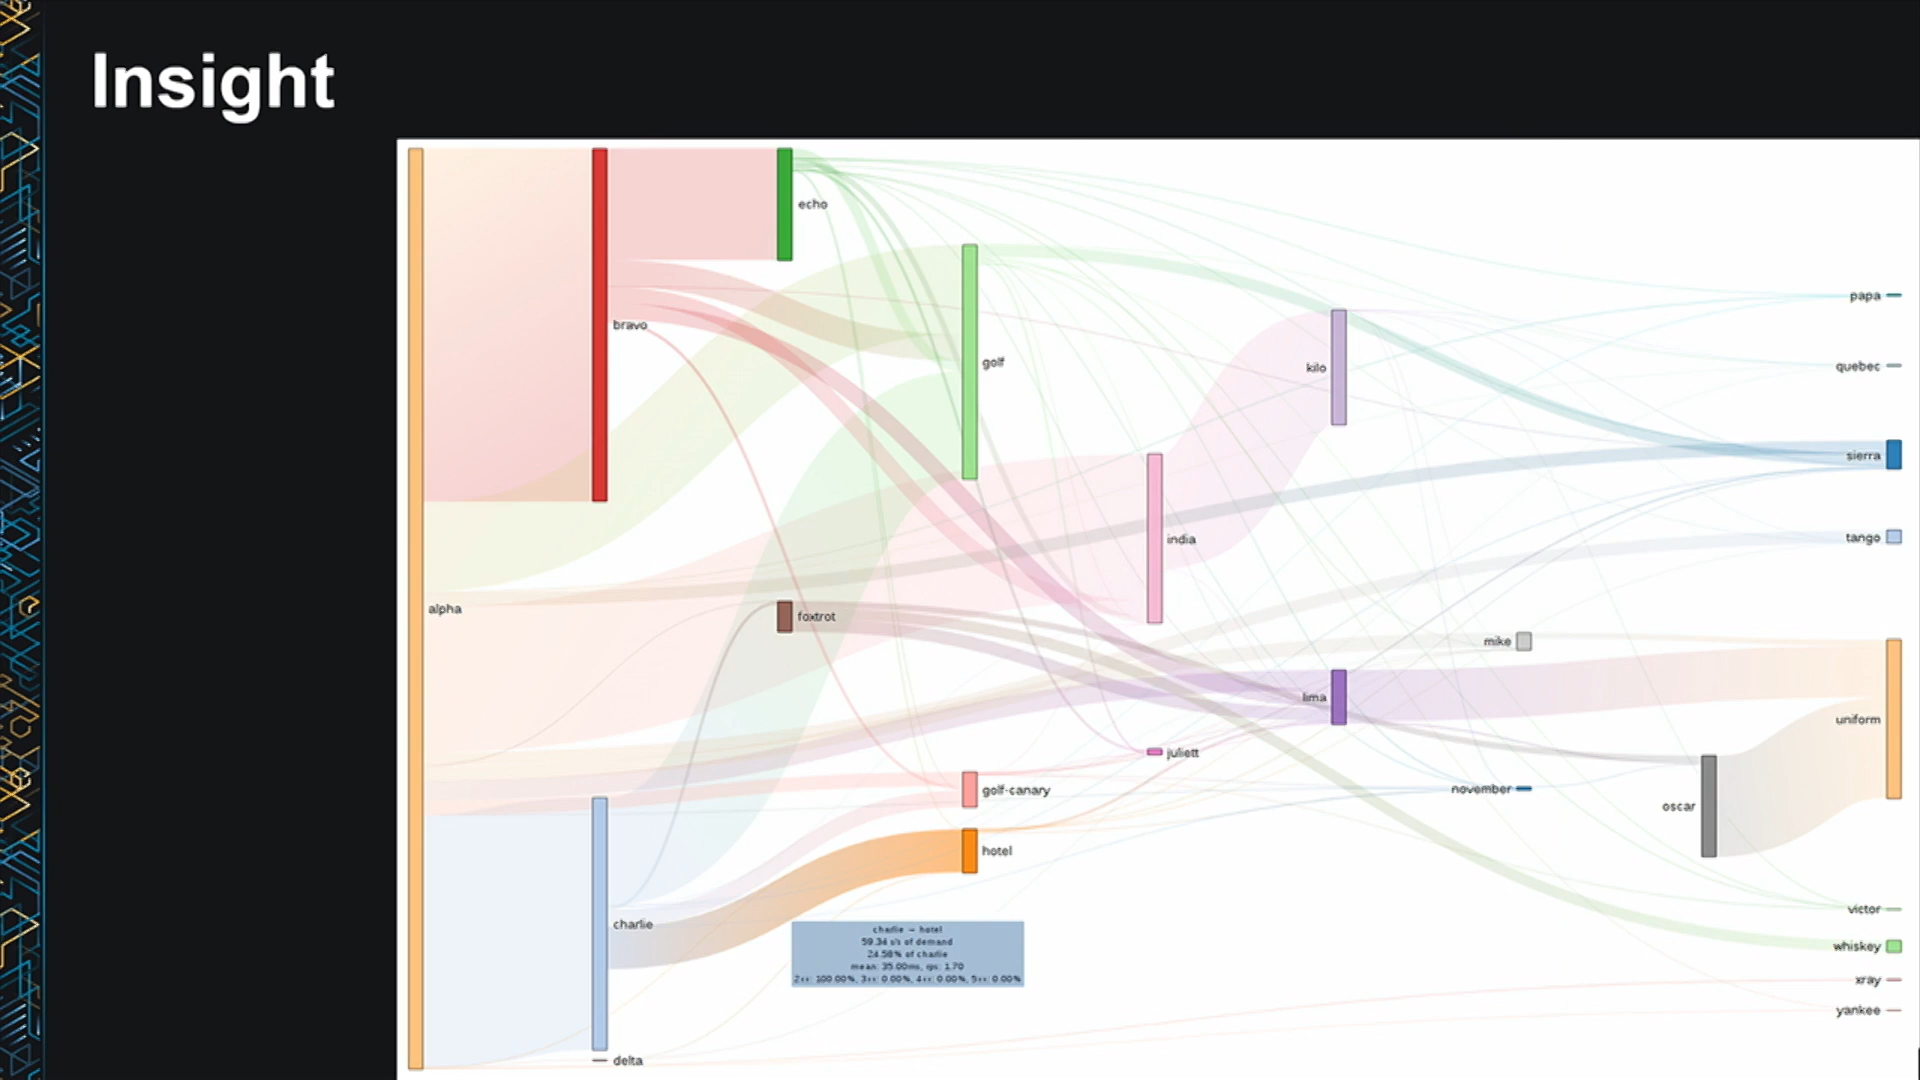 Insight
echo
bravo
golf
kilo
papa
quebec
sierra
india
tango
alpha
foxtrot
mike
lima
uniform
juliett
golf-canary
november
oscar
hotel
charlie
victor
whiskey
xray
yankee
delta
charlie → hotel
59.34 s/s of demand
24.58% of charlie
mean: 35.00ms, rps: 1.70
2xx: 100.00%, 3xx: 0.00%, 4xx: 0.00%, 5xx: 0.00%